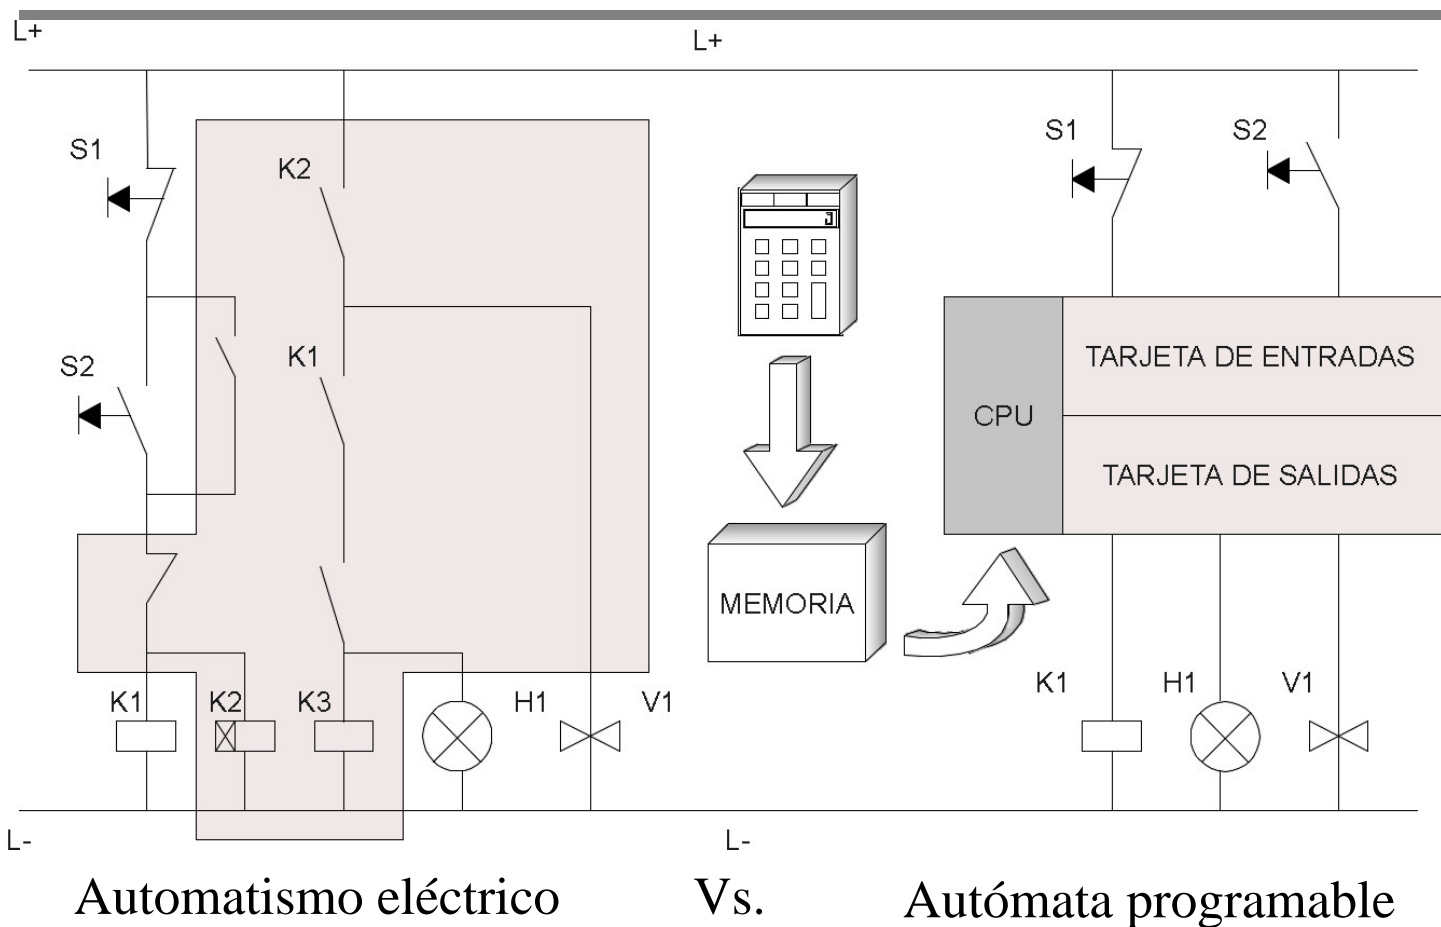 L+
L+
S1
K2
S1
S2
S2
K1
TARJETA DE ENTRADAS
CPU
TARJETA DE SALIDAS
MEMORIA
K1
K2
K3
H1
V1
K1
H1
V1
L-
L-
Automatismo eléctrico
Vs.
Autómata programable